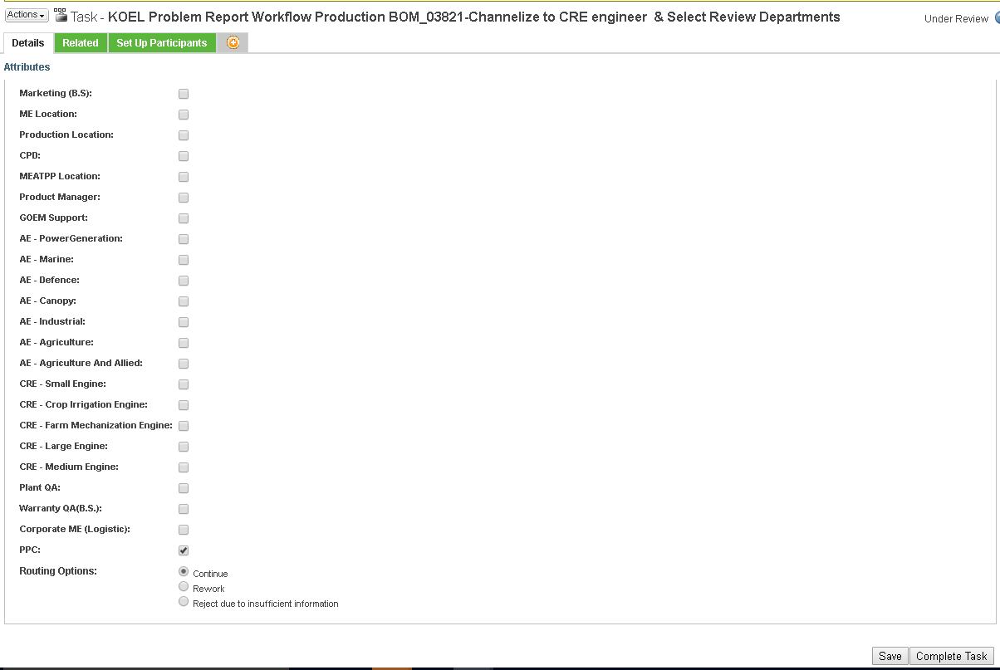 Actions Task - KOEL Problem Report Workflow Production BOM_03821-Channelize to CRE engineer & Select Review Departments Under Review
Details Related Set Up Participants
Attributes
Marketing (B.S):
ME Location:
Production Location:
CPD:
MEATPP Location:
Product Manager:
GOEM Support:
AE - PowerGeneration:
AE - Marine:
AE - Defence:
AE - Canopy:
AE - Industrial:
AE - Agriculture:
AE - Agriculture And Allied:
CRE - Small Engine:
CRE - Crop Irrigation Engine:
CRE - Farm Mechanization Engine:
CRE - Large Engine:
CRE - Medium Engine:
Plant QA:
Warranty QA(B.S.):
Corporate ME (Logistic):
PPC:
Routing Options: Continue
Rework
Reject due to insufficient information
Save Complete Task